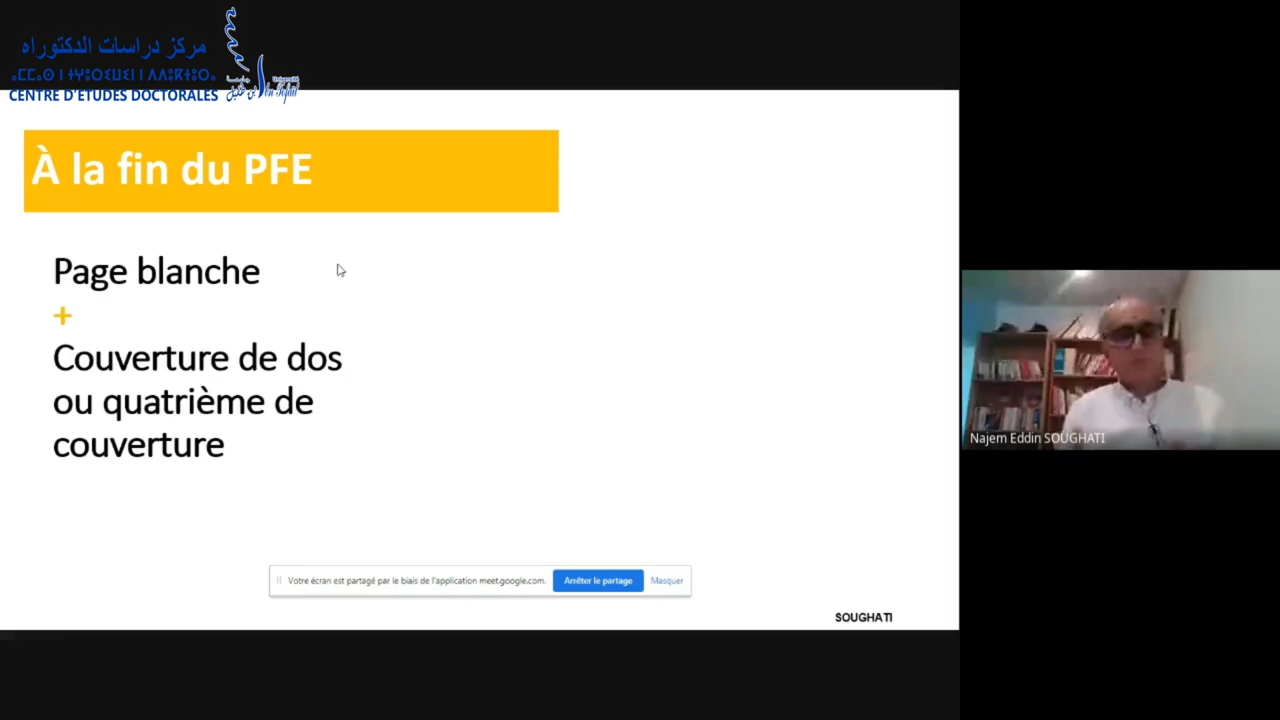 مركز دراسات الدكتوراه
CENTRE D'ETUDES DOCTORALES
Université
À la fin du PFE
Page blanche
+
Couverture de dos
ou quatrième de
couverture
Najem Eddin SOUGHATI
Votre écran est partagé par le biais de l'application meet.google.com.
Arrêter le partage
Masquer
SOUGHATI